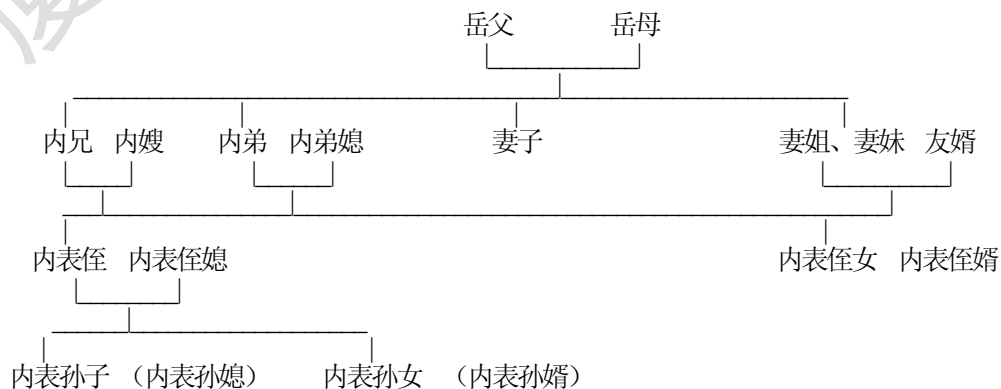 岳父 岳母
内兄 内嫂 内弟 内弟媳 妻子 妻姐、妻妹 友婿
内表侄 内表侄媳 内表侄女 内表侄婿
内表孙子 （内表孙媳） 内表孙女 （内表孙婿）